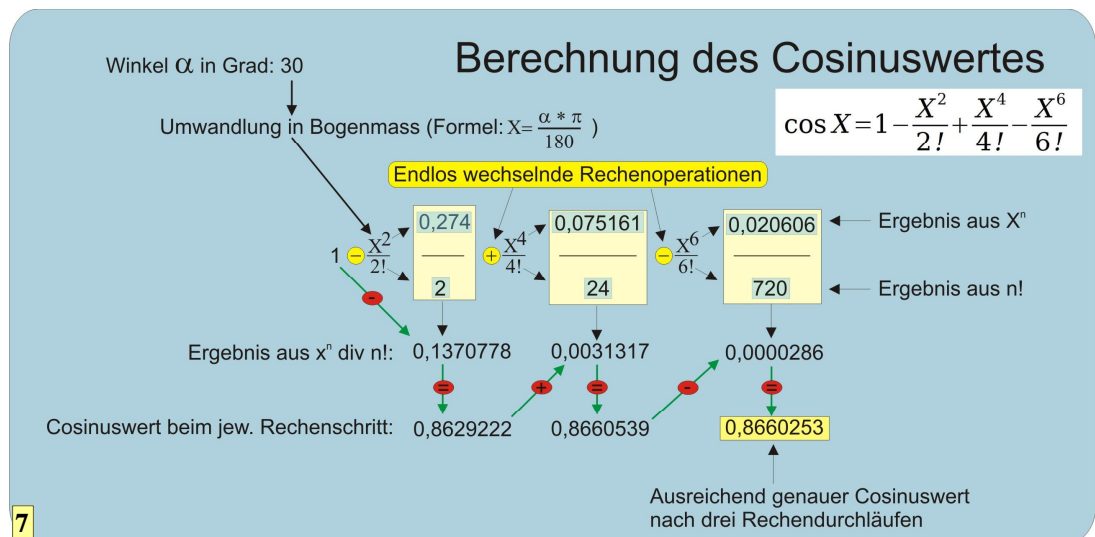 Berechnung des Cosinuswertes
Winkel α in Grad: 30
Umwandlung in Bogenmass (Formel: X= α * π / 180 )
cos X = 1 − X²/2! + X⁴/4! − X⁶/6!
Endlos wechselnde Rechenoperationen
0,274 0,075161 0,020606 Ergebnis aus Xⁿ
1 − X²/2! + X⁴/4! − X⁶/6!
2 24 720 Ergebnis aus n!
-
Ergebnis aus xⁿ div n!: 0,1370778 0,0031317 0,0000286
= + = - =
Cosinuswert beim jew. Rechenschritt: 0,8629222 0,8660539 0,8660253
Ausreichend genauer Cosinuswert
nach drei Rechendurchläufen
7